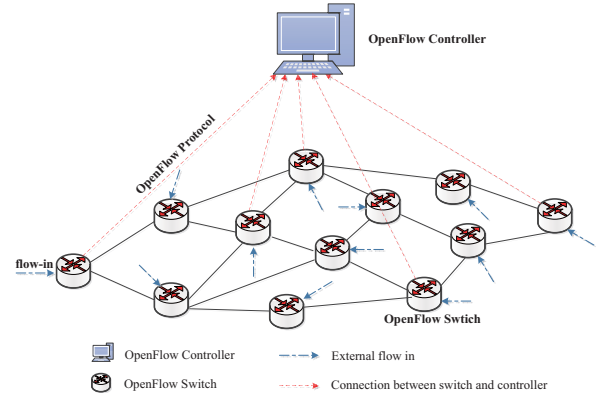 OpenFlow Controller
OpenFlow Protocol
flow-in
OpenFlow Swtich
OpenFlow Controller
External flow in
OpenFlow Switch
Connection between switch and controller